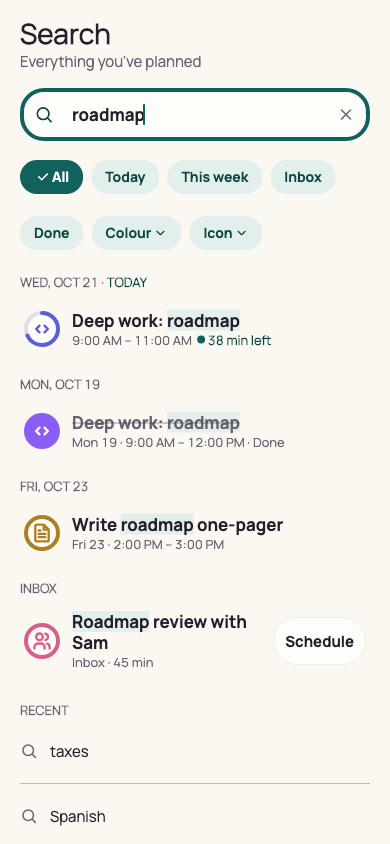 Search
Everything you've planned
roadmap
All
Today
This week
Inbox
Done
Colour
Icon
WED, OCT 21 · TODAY
Deep work: roadmap
9:00 AM – 11:00 AM 38 min left
MON, OCT 19
Deep work: roadmap
Mon 19 · 9:00 AM – 12:00 PM · Done
FRI, OCT 23
Write roadmap one-pager
Fri 23 · 2:00 PM – 3:00 PM
INBOX
Roadmap review with
Sam
Inbox · 45 min
Schedule
RECENT
taxes
Spanish